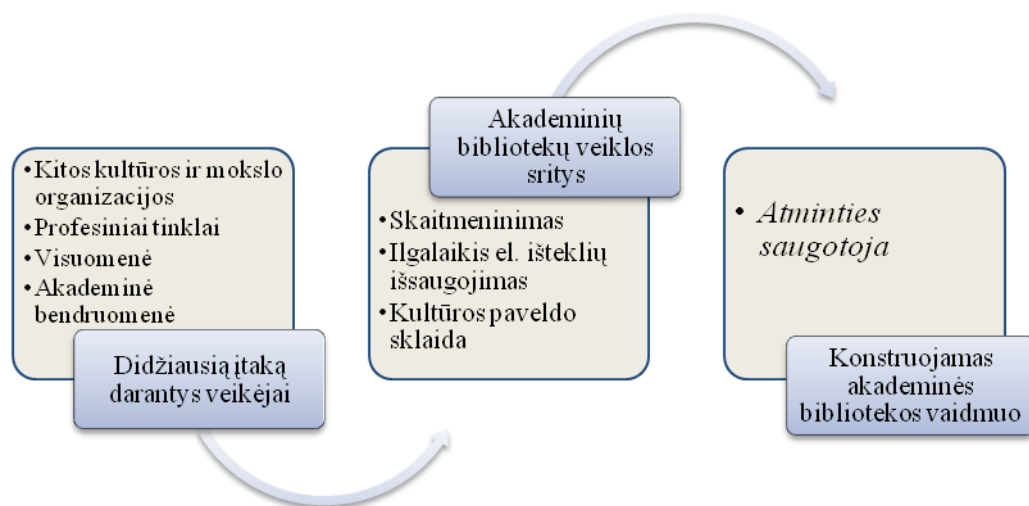 •Kitos kultūros ir mokslo
organizacijos
•Profesiniai tinklai
•Visuomenė
•Akademinė
bendruomenė
Didžiausią įtaką
darantys veikėjai
Akademinių
bibliotekų veiklos
sritys
•Skaitmeninimas
•Ilgalaikis el. išteklių
išsaugojimas
•Kultūros paveldo
sklaida
• Atminties
saugotoja
Konstruojamas
akademinės
bibliotekos vaidmuo